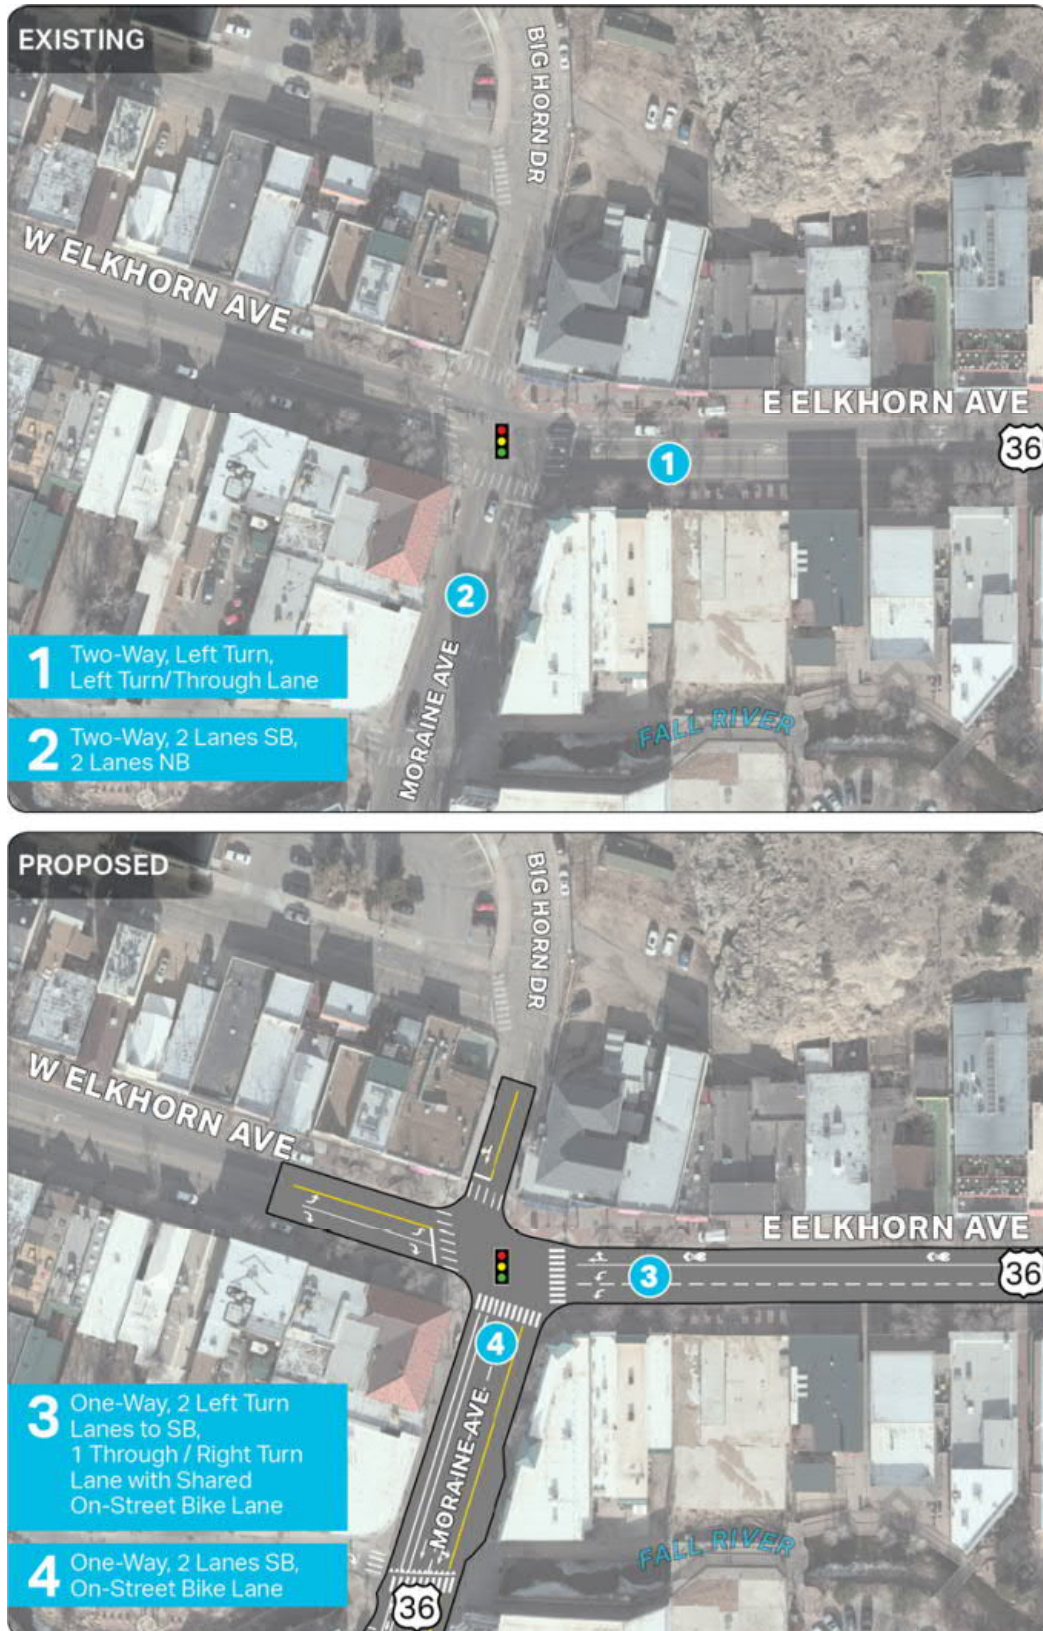 EXISTING
BIG HORN DR
W ELKHORN AVE
E ELKHORN AVE
36
1
2
MORAINE AVE
FALL RIVER
1 Two-Way, Left Turn,
Left Turn/Through Lane
2 Two-Way, 2 Lanes SB,
2 Lanes NB
PROPOSED
BIG HORN DR
W ELKHORN AVE
E ELKHORN AVE
3
36
4
MORAINE AVE
3 One-Way, 2 Left Turn
Lanes to SB,
1 Through / Right Turn
Lane with Shared
On-Street Bike Lane
FALL RIVER
4 One-Way, 2 Lanes SB,
On-Street Bike Lane
36